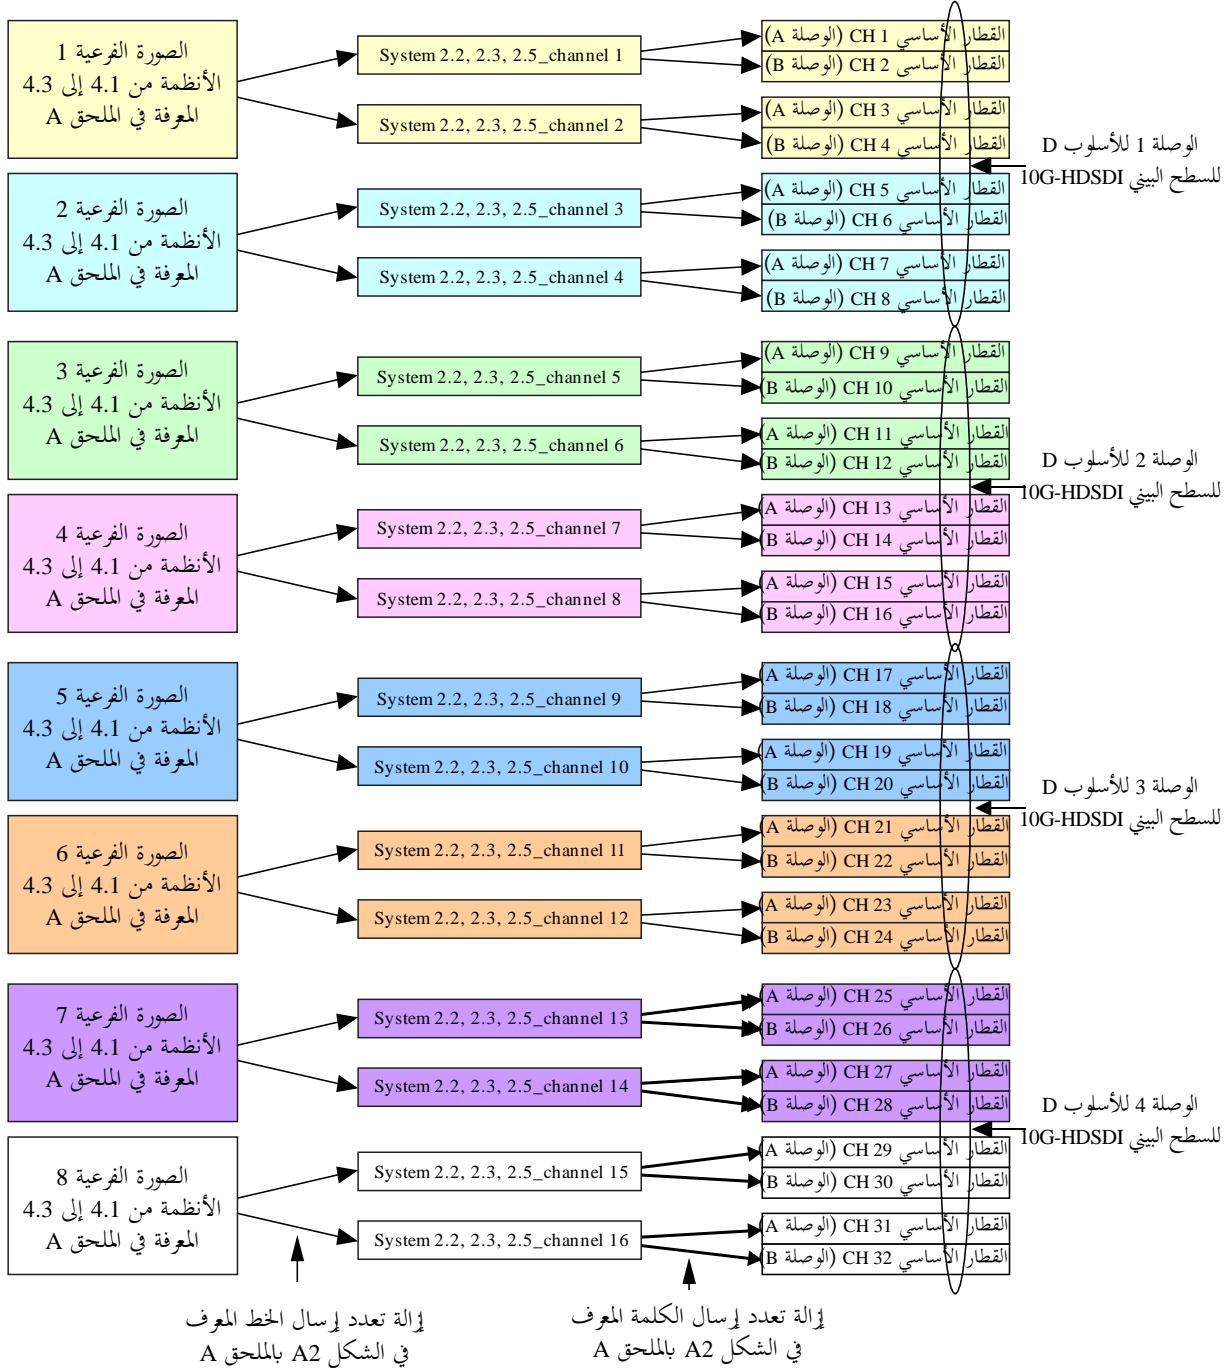 الصورة الفرعية 1
الأنظمة من 4.1 إلى 4.3
المعرفة في الملحق A
System 2.2, 2.3, 2.5_channel 1
System 2.2, 2.3, 2.5_channel 2
القطار الأساسي CH 1 (الوصلة A)
القطار الأساسي CH 2 (الوصلة B)
القطار الأساسي CH 3 (الوصلة A)
القطار الأساسي CH 4 (الوصلة B)
الصورة الفرعية 2
الأنظمة من 4.1 إلى 4.3
المعرفة في الملحق A
System 2.2, 2.3, 2.5_channel 3
System 2.2, 2.3, 2.5_channel 4
القطار الأساسي CH 5 (الوصلة A)
القطار الأساسي CH 6 (الوصلة B)
القطار الأساسي CH 7 (الوصلة A)
القطار الأساسي CH 8 (الوصلة B)
الوصلة 1 للأسلوب D
للسطح البيني 10G-HDSDI
الصورة الفرعية 3
الأنظمة من 4.1 إلى 4.3
المعرفة في الملحق A
System 2.2, 2.3, 2.5_channel 5
System 2.2, 2.3, 2.5_channel 6
القطار الأساسي CH 9 (الوصلة A)
القطار الأساسي CH 10 (الوصلة B)
القطار الأساسي CH 11 (الوصلة A)
القطار الأساسي CH 12 (الوصلة B)
الصورة الفرعية 4
الأنظمة من 4.1 إلى 4.3
المعرفة في الملحق A
System 2.2, 2.3, 2.5_channel 7
System 2.2, 2.3, 2.5_channel 8
القطار الأساسي CH 13 (الوصلة A)
القطار الأساسي CH 14 (الوصلة B)
القطار الأساسي CH 15 (الوصلة A)
القطار الأساسي CH 16 (الوصلة B)
الوصلة 2 للأسلوب D
للسطح البيني 10G-HDSDI
الصورة الفرعية 5
الأنظمة من 4.1 إلى 4.3
المعرفة في الملحق A
System 2.2, 2.3, 2.5_channel 9
System 2.2, 2.3, 2.5_channel 10
القطار الأساسي CH 17 (الوصلة A)
القطار الأساسي CH 18 (الوصلة B)
القطار الأساسي CH 19 (الوصلة A)
القطار الأساسي CH 20 (الوصلة B)
الصورة الفرعية 6
الأنظمة من 4.1 إلى 4.3
المعرفة في الملحق A
System 2.2, 2.3, 2.5_channel 11
System 2.2, 2.3, 2.5_channel 12
القطار الأساسي CH 21 (الوصلة A)
القطار الأساسي CH 22 (الوصلة B)
القطار الأساسي CH 23 (الوصلة A)
القطار الأساسي CH 24 (الوصلة B)
الوصلة 3 للأسلوب D
للسطح البيني 10G-HDSDI
الصورة الفرعية 7
الأنظمة من 4.1 إلى 4.3
المعرفة في الملحق A
System 2.2, 2.3, 2.5_channel 13
System 2.2, 2.3, 2.5_channel 14
القطار الأساسي CH 25 (الوصلة A)
القطار الأساسي CH 26 (الوصلة B)
القطار الأساسي CH 27 (الوصلة A)
القطار الأساسي CH 28 (الوصلة B)
الصورة الفرعية 8
الأنظمة من 4.1 إلى 4.3
المعرفة في الملحق A
System 2.2, 2.3, 2.5_channel 15
System 2.2, 2.3, 2.5_channel 16
القطار الأساسي CH 29 (الوصلة A)
القطار الأساسي CH 30 (الوصلة B)
القطار الأساسي CH 31 (الوصلة A)
القطار الأساسي CH 32 (الوصلة B)
الوصلة 4 للأسلوب D
للسطح البيني 10G-HDSDI
إزالة تعدد إرسال الخط المعرف
في الشكل A2 بالملحق A
إزالة تعدد إرسال الكلمة المعرف
في الشكل A2 بالملحق A